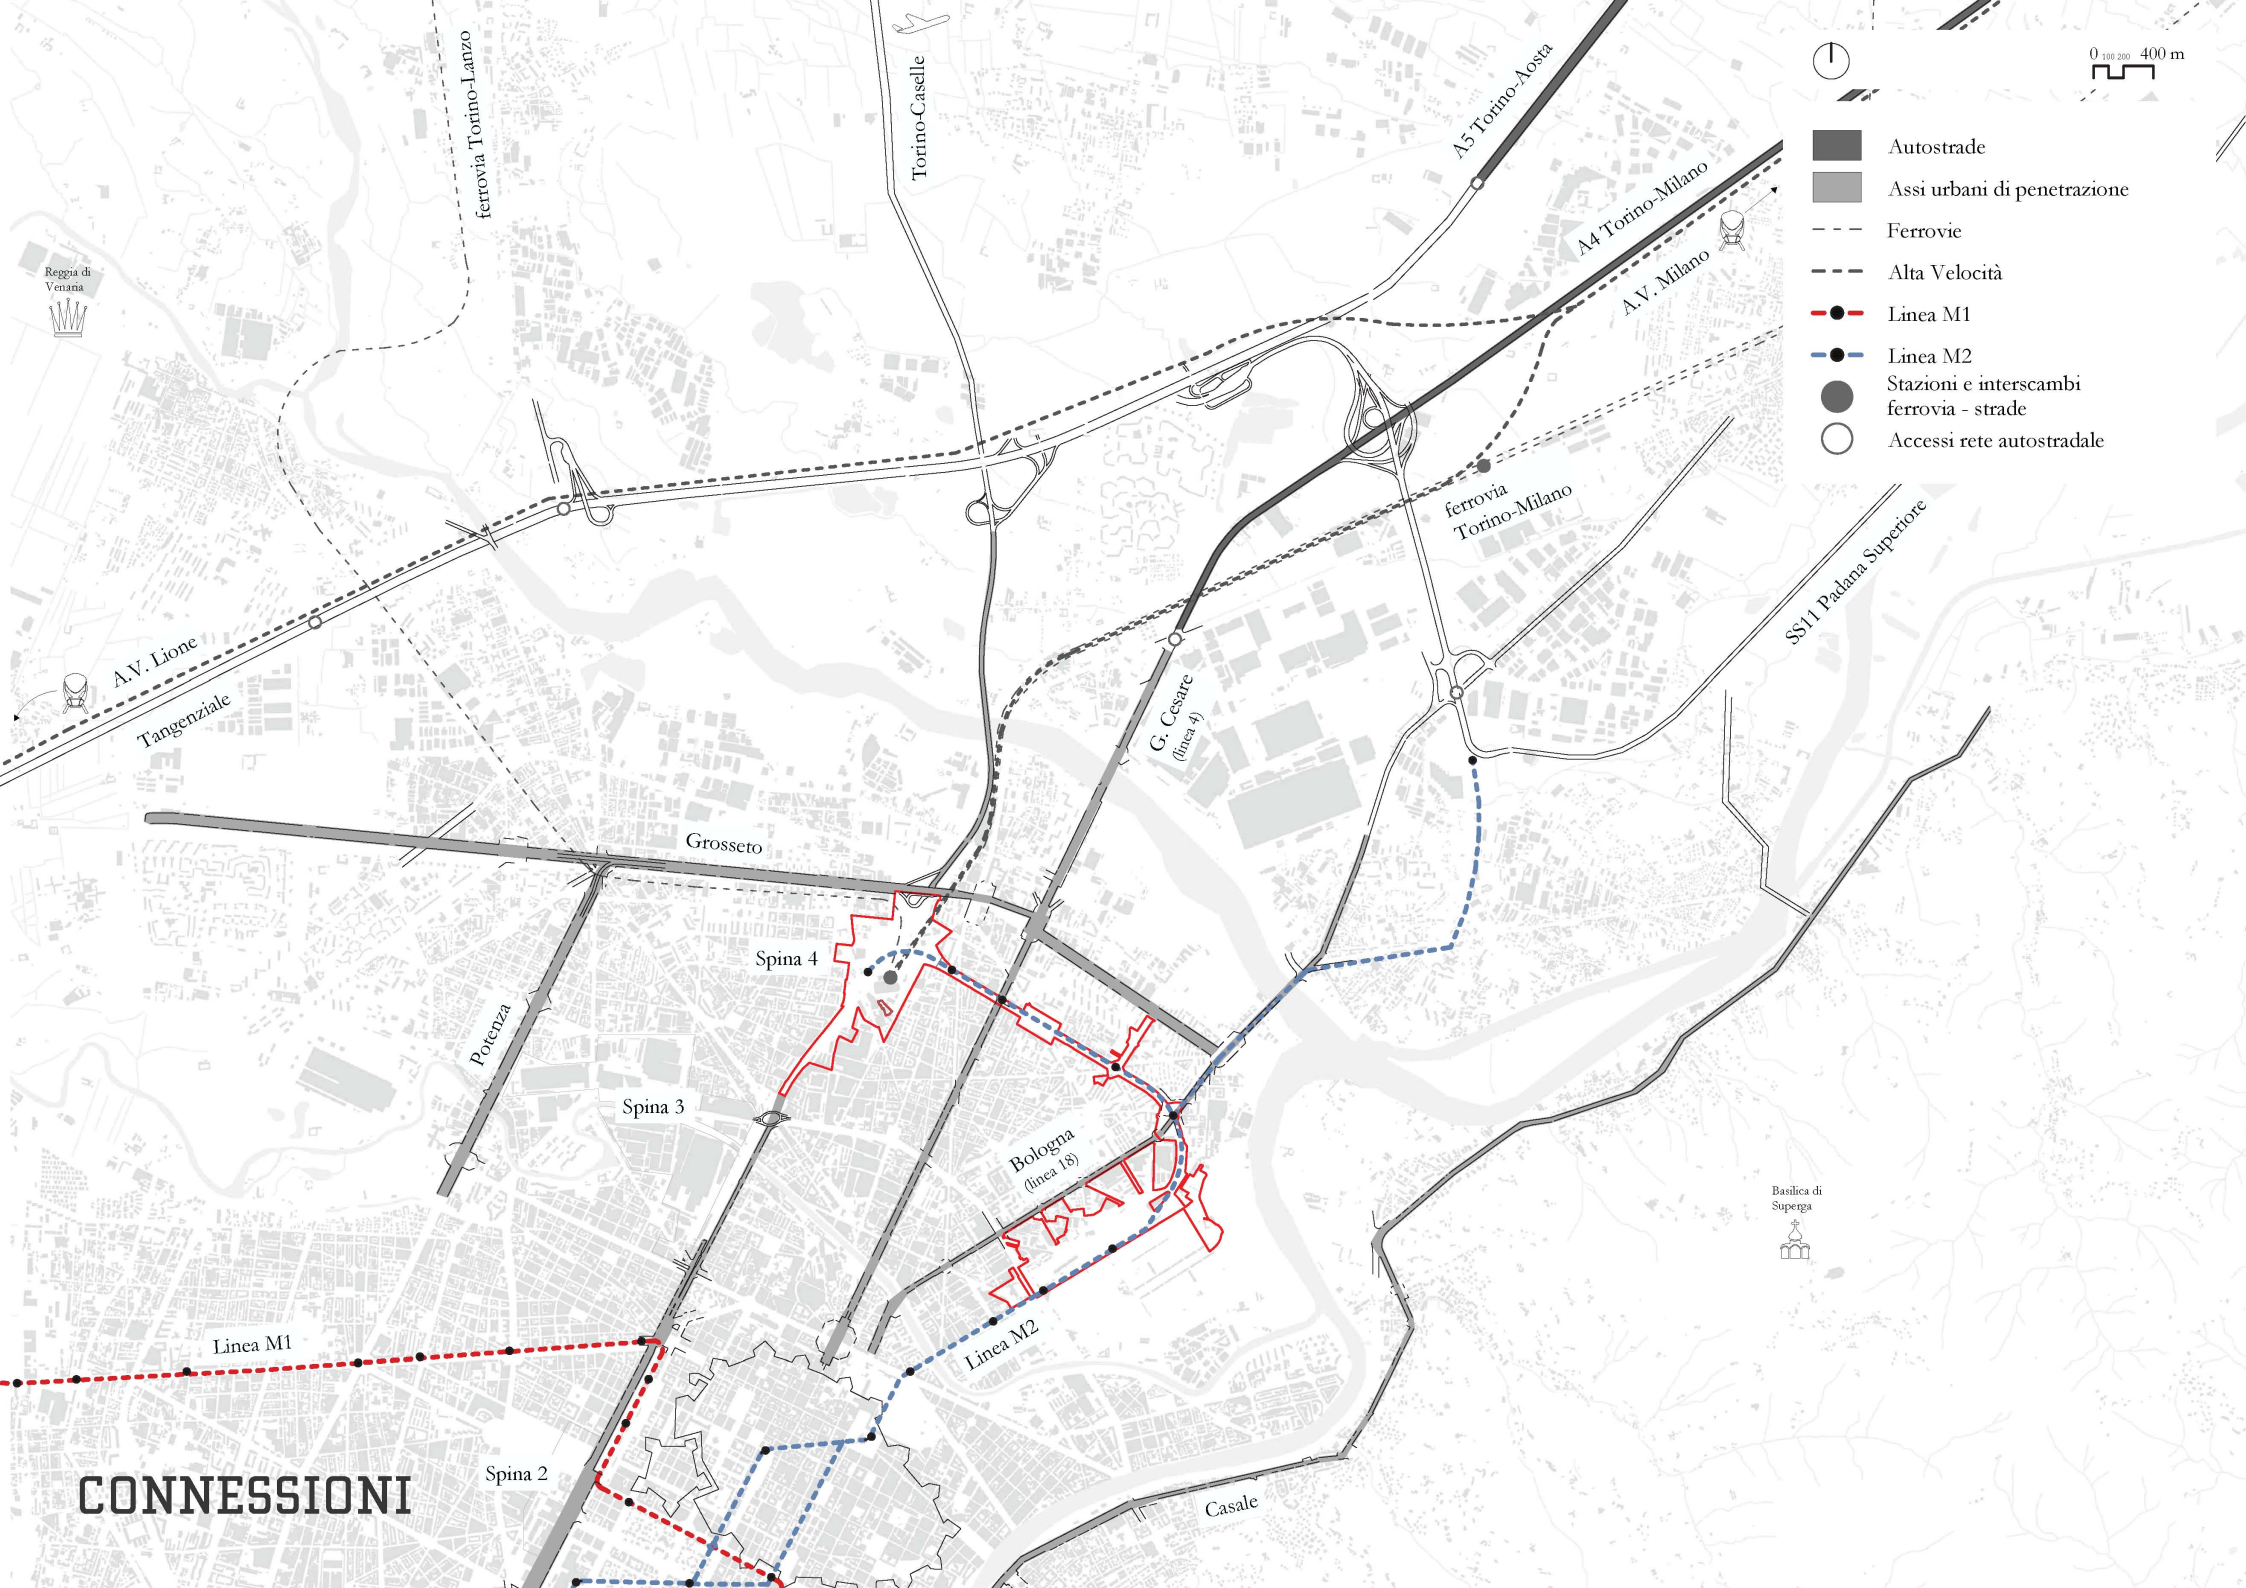 ferrovia Torino-Lanzo
Torino-Caselle
A5 Torino-Aosta
0 100 200 400 m
Autostrade
Assi urbani di penetrazione
Ferrovie
Alta Velocità
Linea M1
Linea M2
Stazioni e interscambi
ferrovia - strade
Accessi rete autostradale
A4 Torino-Milano
A.V. Milano
Reggia di
Venaria
ferrovia
Torino-Milano
SS11 Padana Superiore
A.V. Lione
Tangenziale
G. Cesare
(linea 4)
Grosseto
Spina 4
Potenza
Spina 3
Bologna
(linea 18)
Basilica di
Superga
Linea M1
Linea M2
Spina 2
Casale
CONNESSIONI